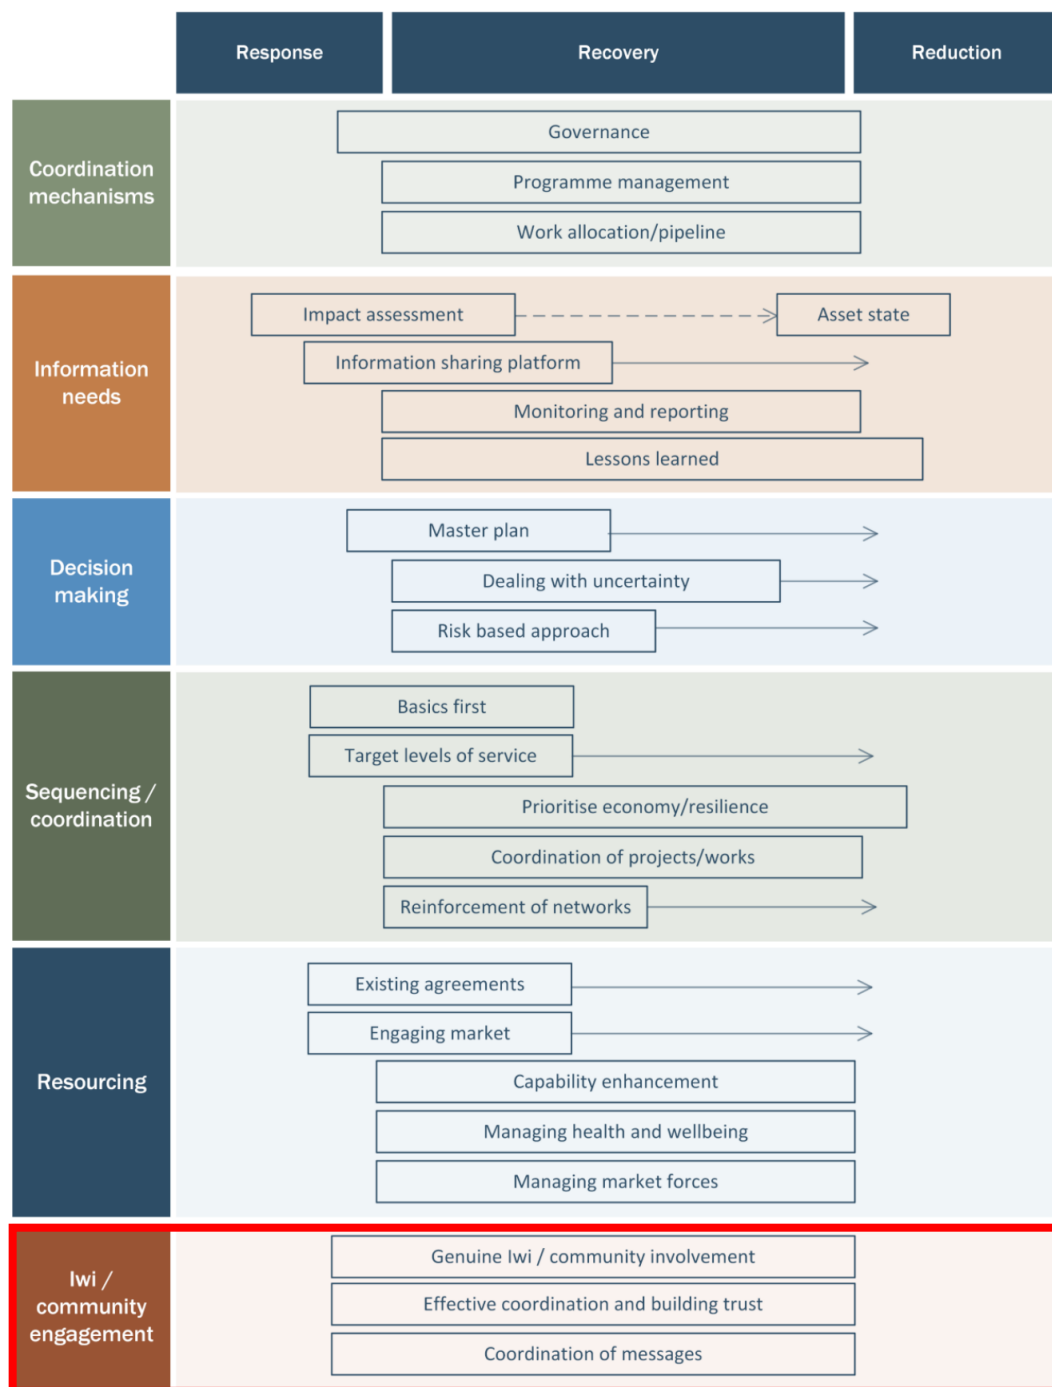 Response
Recovery
Reduction
Coordination
mechanisms
Governance
Programme management
Work allocation/pipeline
Information
needs
Impact assessment
Asset state
Information sharing platform
Monitoring and reporting
Lessons learned
Decision
making
Master plan
Dealing with uncertainty
Risk based approach
Sequencing /
coordination
Basics first
Target levels of service
Prioritise economy/resilience
Coordination of projects/works
Reinforcement of networks
Resourcing
Existing agreements
Engaging market
Capability enhancement
Managing health and wellbeing
Managing market forces
Iwi /
community
engagement
Genuine Iwi / community involvement
Effective coordination and building trust
Coordination of messages